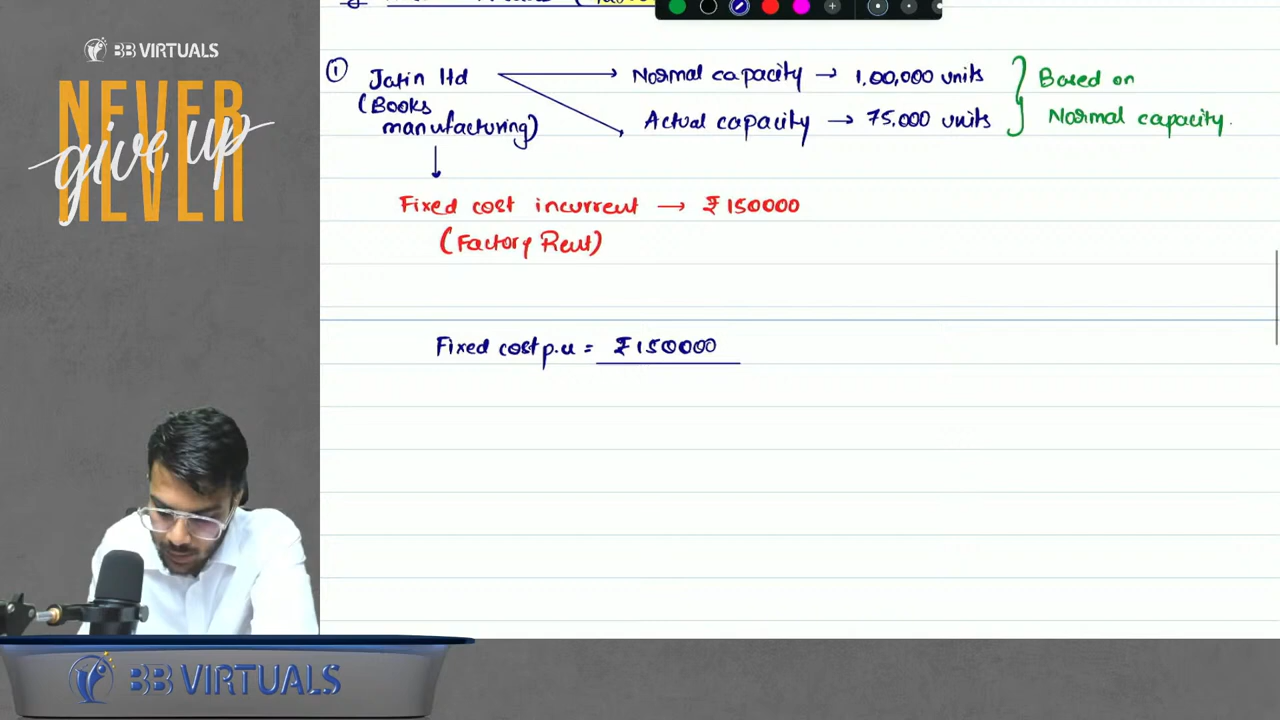 BB VIRTUALS
NEVER
give up
NEVER
① Jatin ltd → Normal capacity → 1,00,000 units
(Books
manufacturing)
Actual capacity → 75,000 units
Based on
Normal capacity.
Fixed cost incurrent → ₹150000
(Factory Rent)
Fixed cost p.u = ₹150000
BB VIRTUALS